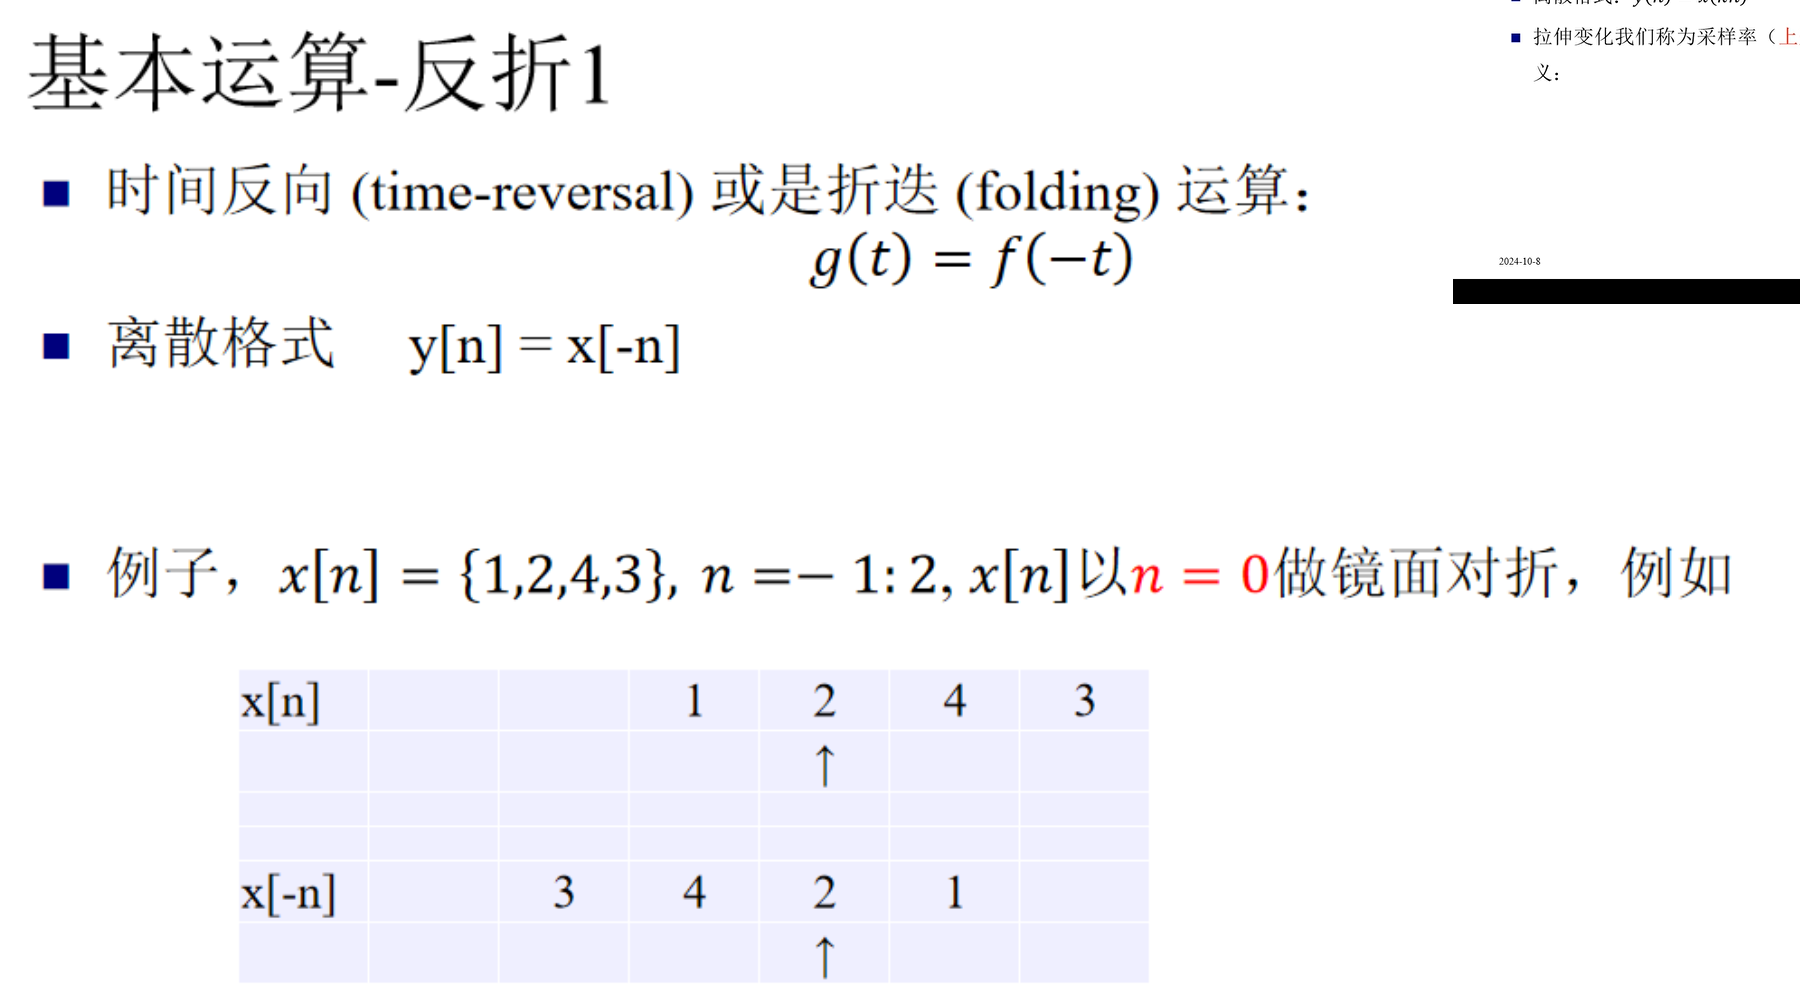 基本运算-反折1
时间反向 (time-reversal) 或是折迭 (folding) 运算：
g(t) = f(−t)
离散格式 y[n] = x[-n]
例子，x[n] = {1,2,4,3}, n =− 1: 2, x[n]以n = 0做镜面对折，例如
x[n] 1 2 4 3
↑
x[-n] 3 4 2 1
↑
拉伸变化我们称为采样率（上
义：
2024-10-8